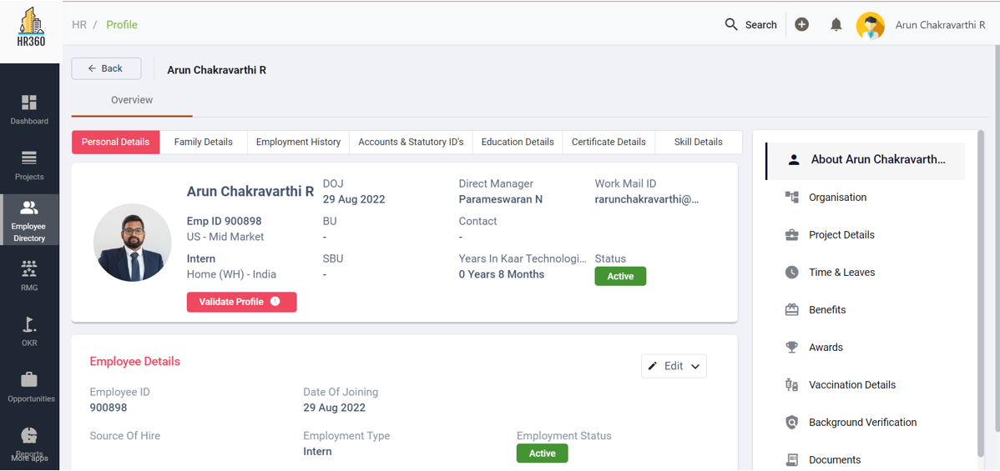 HR360
HR / Profile
Search
Arun Chakravarthi R
Back
Arun Chakravarthi R
Overview
Dashboard
Projects
Employee
Directory
RMG
OKR
Opportunities
Reports
More apps
Personal Details
Family Details
Employment History
Accounts & Statutory ID's
Education Details
Certificate Details
Skill Details
Arun Chakravarthi R
Emp ID 900898
US - Mid Market
Intern
Home (WH) - India
Validate Profile
DOJ
29 Aug 2022
BU
-
SBU
-
Direct Manager
Parameswaran N
Contact
-
Years In Kaar Technologi...
0 Years 8 Months
Work Mail ID
rarunchakravarthi@...
Status
Active
Employee Details
Edit
Employee ID
900898
Date Of Joining
29 Aug 2022
Source Of Hire
Employment Type
Intern
Employment Status
Active
About Arun Chakravarth...
Organisation
Project Details
Time & Leaves
Benefits
Awards
Vaccination Details
Background Verification
Documents